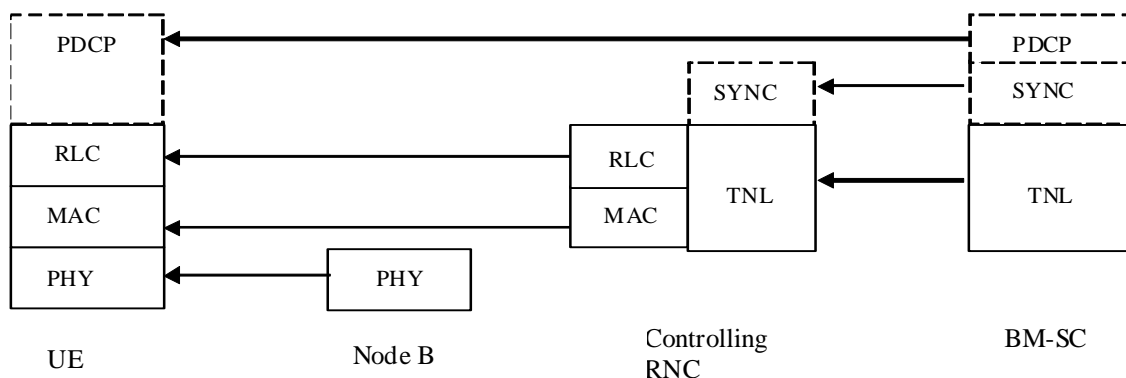 PDCP
PDCP
SYNC
SYNC
RLC
RLC
TNL
TNL
MAC
MAC
PHY
PHY
UE
Node B
Controlling
RNC
BM-SC